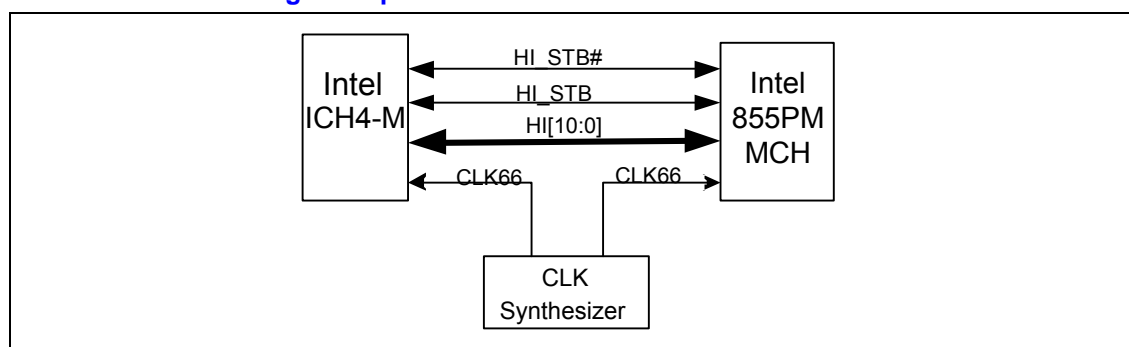 HI_STB#
Intel
ICH4-M
HI_STB
HI[10:0]
Intel
855PM
MCH
CLK66
CLK66
CLK
Synthesizer